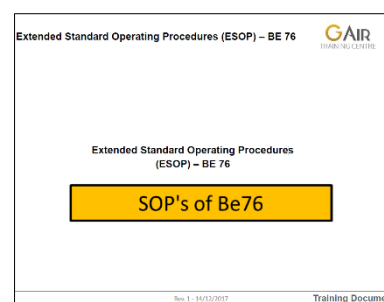 Extended Standard Operating Procedures (ESOP) – BE 76
GAIR
TRAINING CENTRE
Extended Standard Operating Procedures
(ESOP) – BE 76
SOP's of Be76
Rev. 1 - 14/12/2017
Training Docume